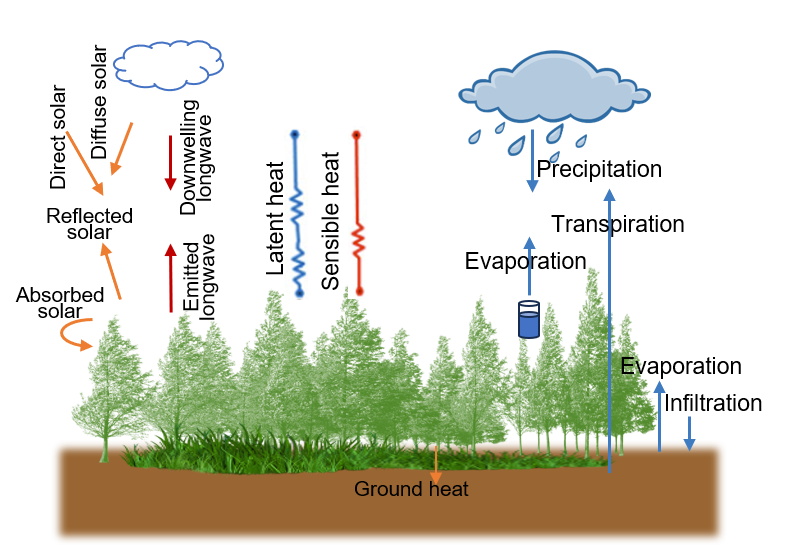 Direct solar
Diffuse solar
Downwelling
longwave
Reflected
solar
Emitted
longwave
Absorbed
solar
Latent heat
Sensible heat
Precipitation
Transpiration
Evaporation
Evaporation
Infiltration
Ground heat